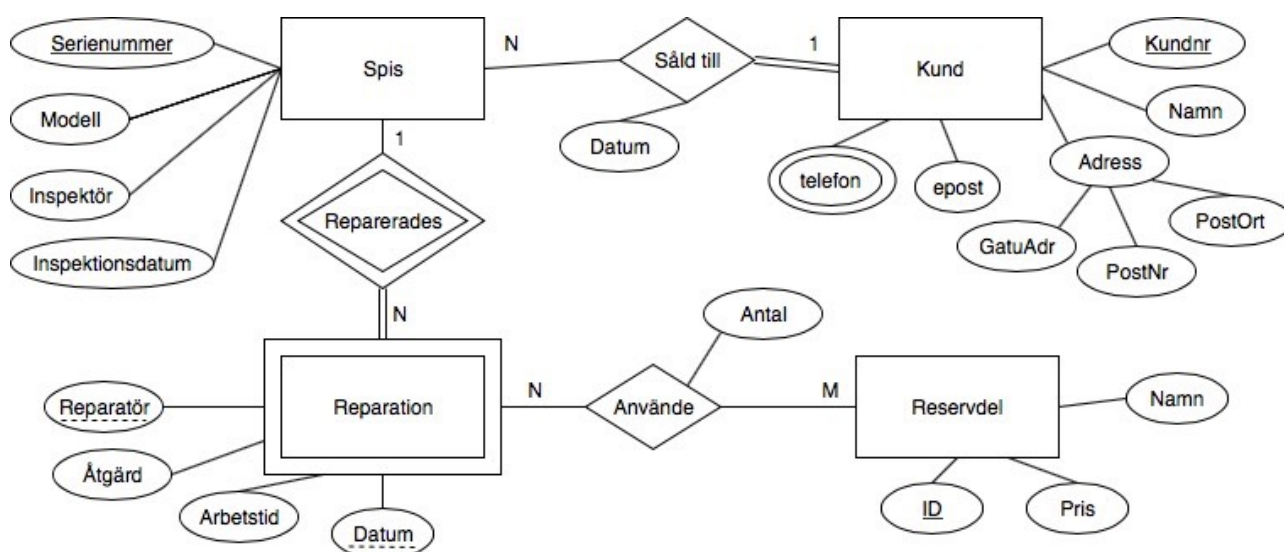 Serienummer
Modell
Inspektör
Inspektionsdatum
Spis
N
Såld till
1
Datum
Kund
Kundnr
Namn
Adress
telefon
epost
GatuAdr
PostNr
PostOrt
1
Reparerades
N
Reparatör
Åtgärd
Arbetstid
Datum
Reparation
N
Använde
Antal
M
Reservdel
Namn
ID
Pris